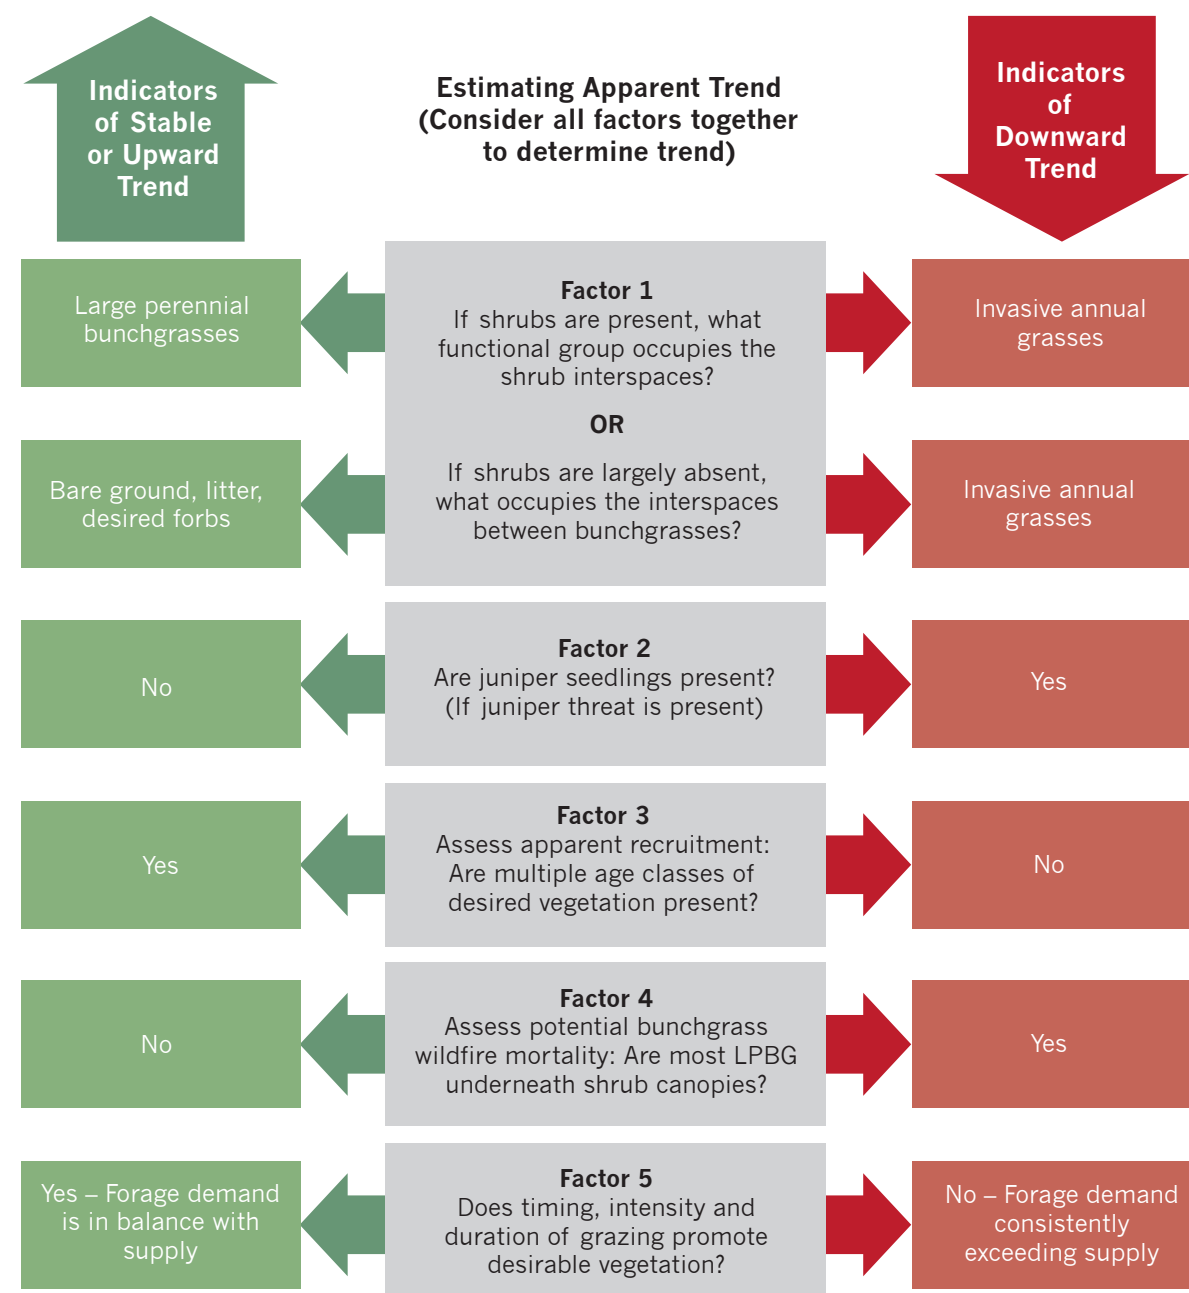 Indicators
of Stable
or Upward
Trend
Estimating Apparent Trend
(Consider all factors together
to determine trend)
Indicators
of
Downward
Trend
Large perennial
bunchgrasses
Factor 1
If shrubs are present, what
functional group occupies the
shrub interspaces?
Invasive annual
grasses
OR
Bare ground, litter,
desired forbs
If shrubs are largely absent,
what occupies the interspaces
between bunchgrasses?
Invasive annual
grasses
No
Factor 2
Are juniper seedlings present?
(If juniper threat is present)
Yes
Yes
Factor 3
Assess apparent recruitment:
Are multiple age classes of
desired vegetation present?
No
No
Factor 4
Assess potential bunchgrass
wildfire mortality: Are most LPBG
underneath shrub canopies?
Yes
Yes – Forage demand
is in balance with
supply
Factor 5
Does timing, intensity and
duration of grazing promote
desirable vegetation?
No – Forage demand
consistently
exceeding supply